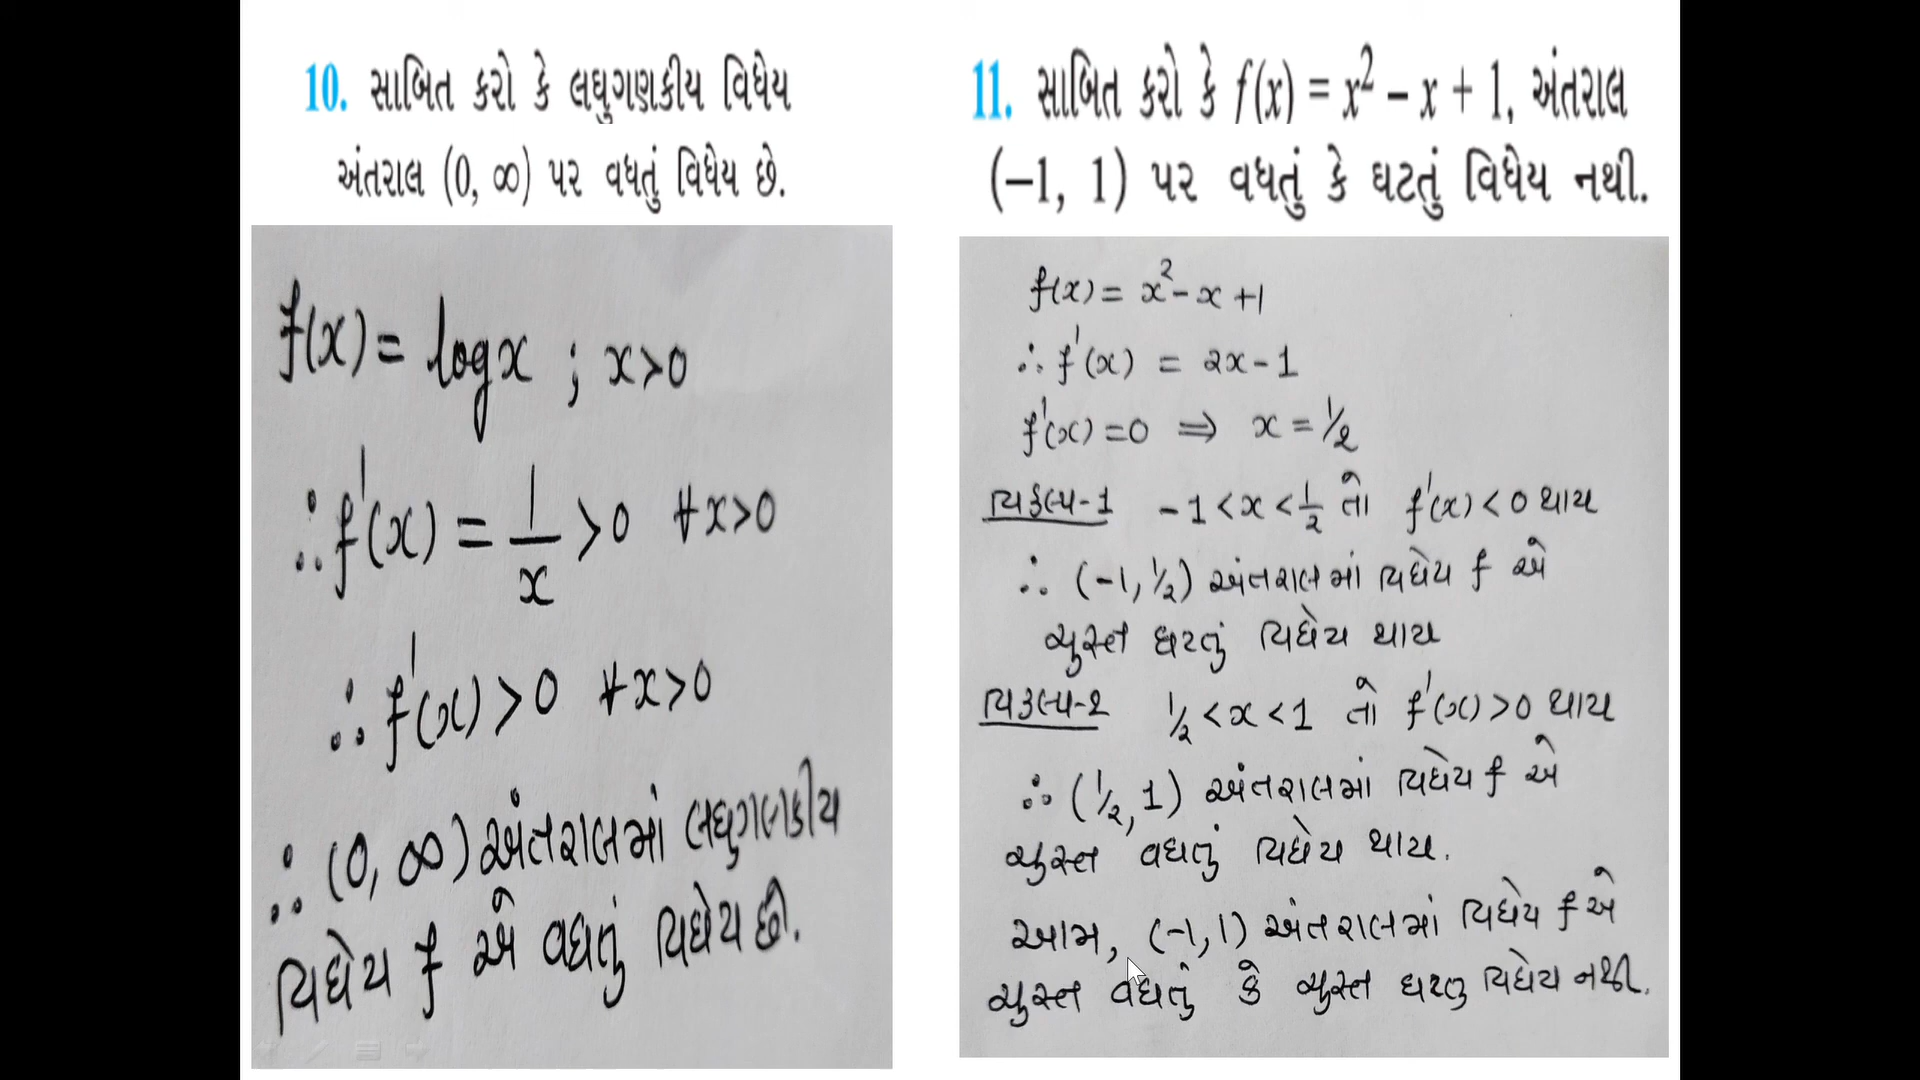 10. સાબિત કરો કે લઘુગણકીય વિધેય
અંતરાલ (0, ∞) પર વધતું વિધેય છે.
f(x) = logx ; x>0
∴ f'(x) = 1/x >0 ∀x>0
∴ f'(x) >0 ∀x>0
∴ (0, ∞) અંતરાલમાં લઘુગણકીય
વિધેય f એ વધતું વિધેય છે.
11. સાબિત કરો કે f(x) = x² – x + 1, અંતરાલ
(–1, 1) પર વધતું કે ઘટતું વિધેય નથી.
f(x) = x² - x + 1
∴ f'(x) = 2x - 1
f'(x) = 0 ⇒ x = 1/2
વિકલ્પ-1 -1 < x < 1/2 તો f'(x) < 0 થાય
∴ (-1, 1/2) અંતરાલમાં વિધેય f એ
ચુસ્ત ઘટતું વિધેય થાય
વિકલ્પ-2 1/2 < x < 1 તો f'(x) > 0 થાય
∴ (1/2, 1) અંતરાલમાં વિધેય f એ
ચુસ્ત વધતું વિધેય થાય.
આમ, (-1, 1) અંતરાલમાં વિધેય f એ
ચુસ્ત વધતું કે ચુસ્ત ઘટતુ વિધેય નથી.